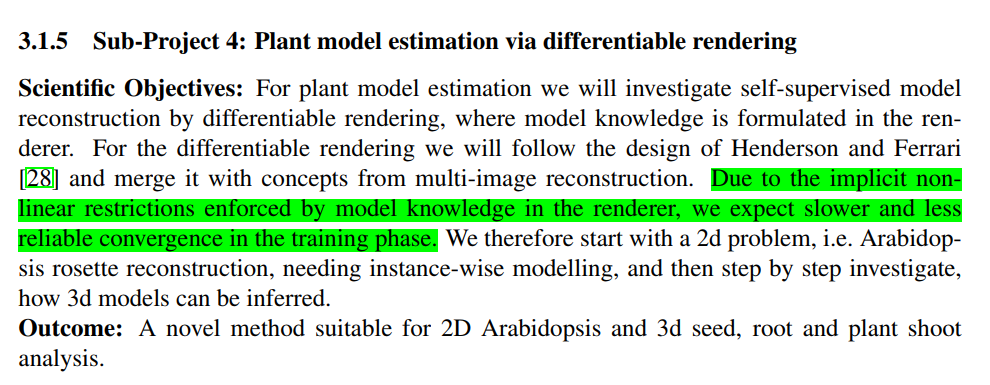 3.1.5 Sub-Project 4: Plant model estimation via differentiable rendering
Scientific Objectives: For plant model estimation we will investigate self-supervised model
reconstruction by differentiable rendering, where model knowledge is formulated in the ren-
derer. For the differentiable rendering we will follow the design of Henderson and Ferrari
[28] and merge it with concepts from multi-image reconstruction. Due to the implicit non-
linear restrictions enforced by model knowledge in the renderer, we expect slower and less
reliable convergence in the training phase. We therefore start with a 2d problem, i.e. Arabidop-
sis rosette reconstruction, needing instance-wise modelling, and then step by step investigate,
how 3d models can be inferred.
Outcome: A novel method suitable for 2D Arabidopsis and 3d seed, root and plant shoot
analysis.